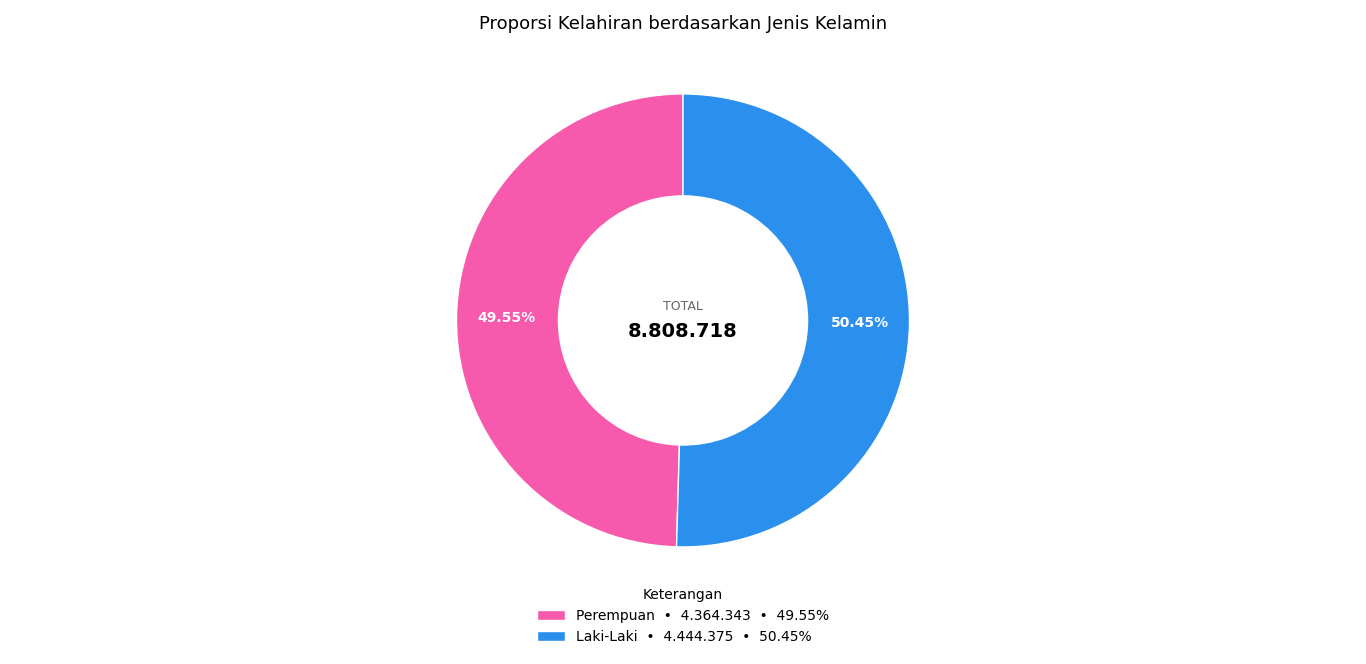 Proporsi Kelahiran berdasarkan Jenis Kelamin
49.55%
TOTAL
8.808.718
50.45%
Keterangan
Perempuan • 4.364.343 • 49.55%
Laki-Laki • 4.444.375 • 50.45%